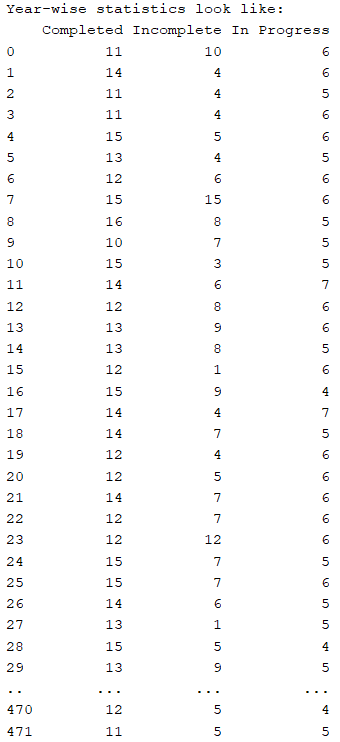 Year-wise statistics look like:
Completed Incomplete In Progress
0 11 10 6
1 14 4 6
2 11 4 5
3 11 4 6
4 15 5 6
5 13 4 5
6 12 6 6
7 15 15 6
8 16 8 5
9 10 7 5
10 15 3 5
11 14 6 7
12 12 8 6
13 13 9 6
14 13 8 5
15 12 1 6
16 15 9 4
17 14 4 7
18 14 7 5
19 12 4 6
20 12 5 6
21 14 7 6
22 12 7 6
23 12 12 6
24 15 7 5
25 15 7 6
26 14 6 5
27 13 1 5
28 15 5 4
29 13 9 5
.. ... ... ...
470 12 5 4
471 11 5 5